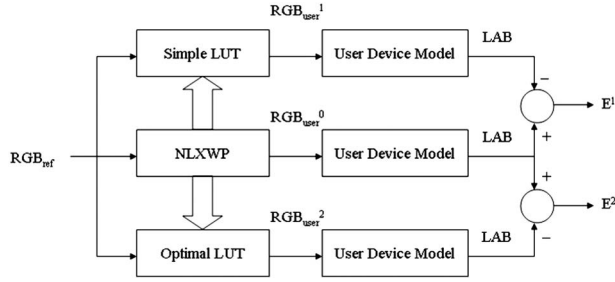 RGBuser¹
Simple LUT
User Device Model
LAB
−
E¹
RGBuser⁰
+
RGBref
NLXWP
User Device Model
LAB
+
E²
RGBuser²
Optimal LUT
User Device Model
LAB
−